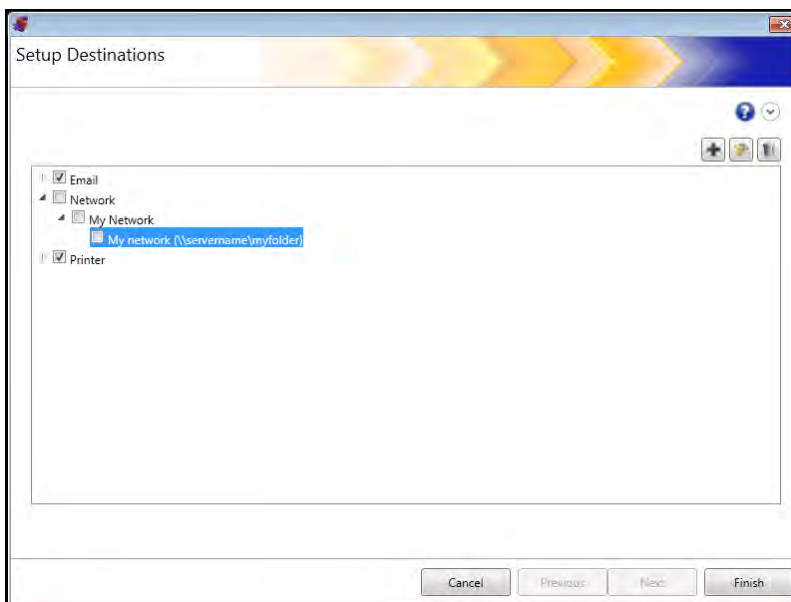 Setup Destinations
Email
Network
My Network
My network (\\servername\myfolder)
Printer
Cancel
Previous
Next
Finish